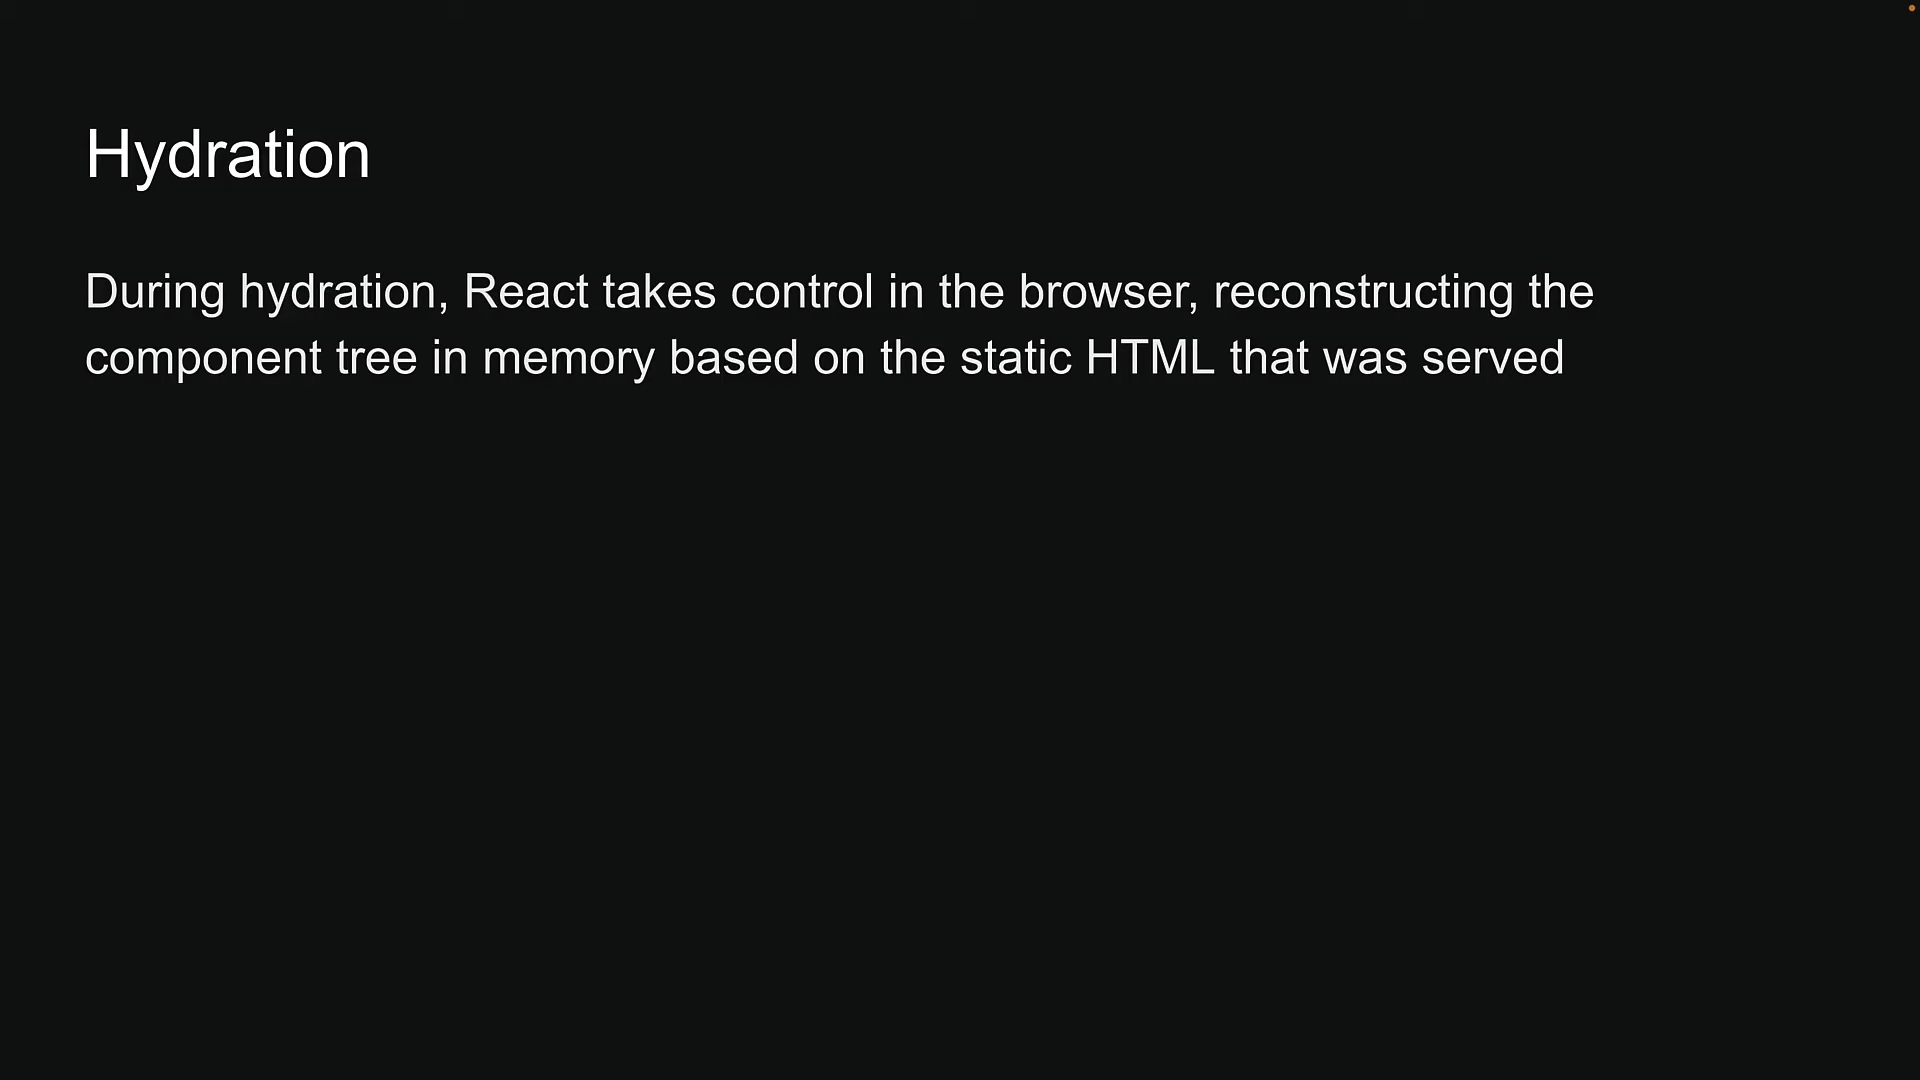 Hydration
During hydration, React takes control in the browser, reconstructing the
component tree in memory based on the static HTML that was served